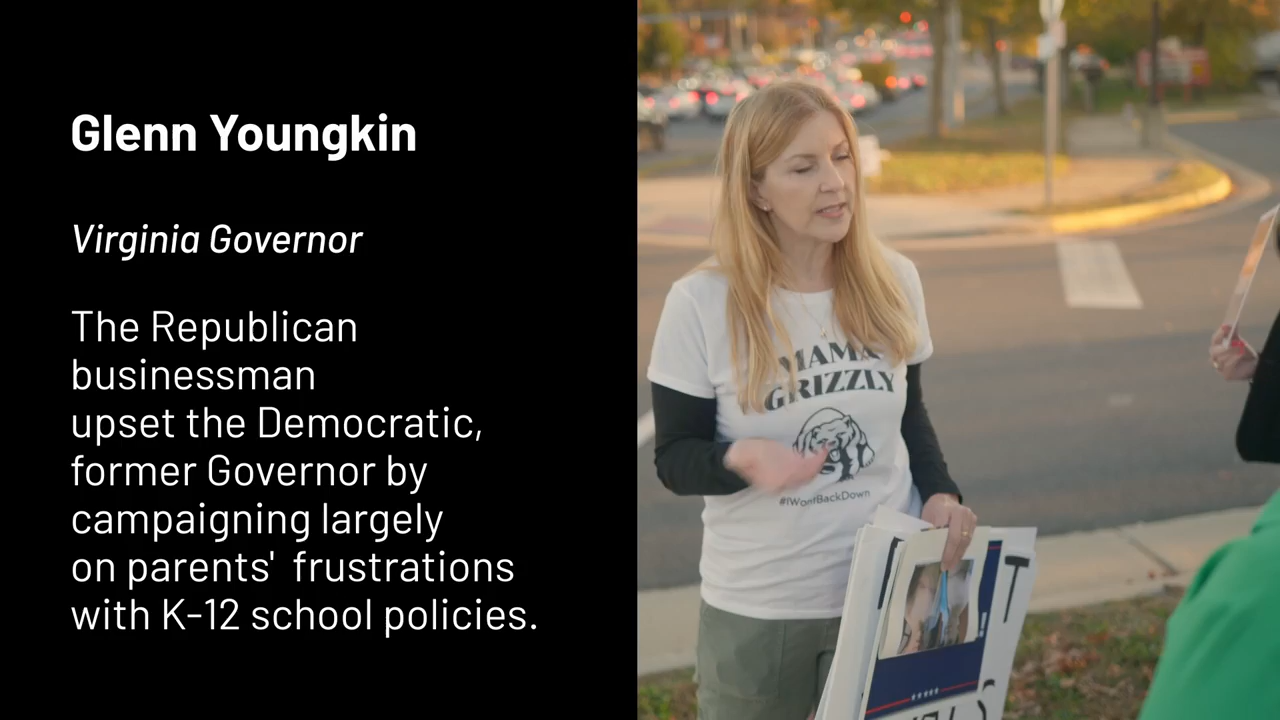 Glenn Youngkin
Virginia Governor
The Republican
businessman
upset the Democratic,
former Governor by
campaigning largely
on parents' frustrations
with K-12 school policies.
MAMA
GRIZZLY
#IWontBackDown